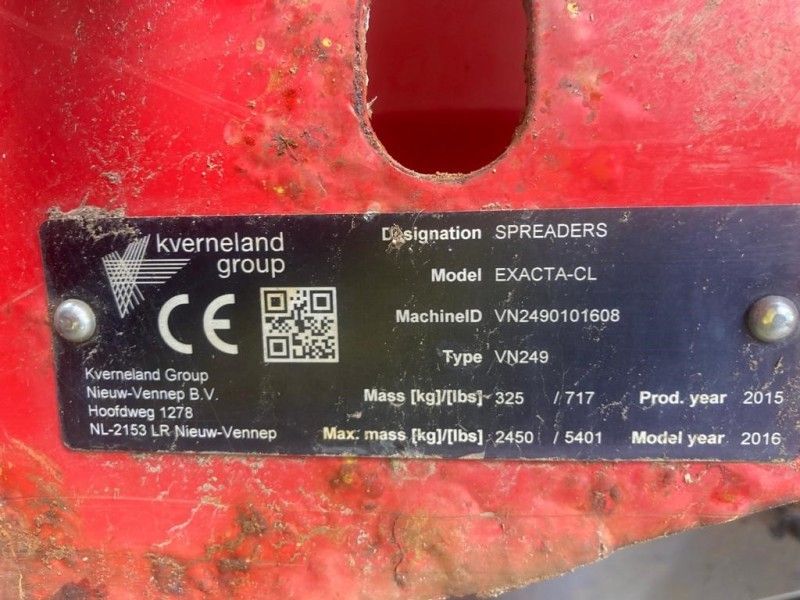 kverneland
group
CE
Kverneland Group
Nieuw-Vennep B.V.
Hoofdweg 1278
NL-2153 LR Nieuw-Vennep
Designation SPREADERS
Model EXACTA-CL
MachineID VN2490101608
Type VN249
Mass [kg]/[lbs] 325 / 717 Prod. year 2015
Max. mass [kg]/[lbs] 2450 / 5401 Model year 2016